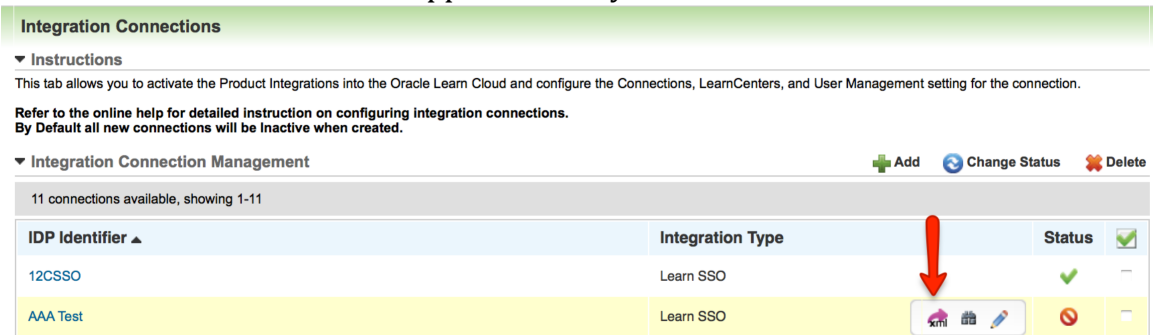 Integration Connections
Instructions
This tab allows you to activate the Product Integrations into the Oracle Learn Cloud and configure the Connections, LearnCenters, and User Management setting for the connection.
Refer to the online help for detailed instruction on configuring integration connections.
By Default all new connections will be Inactive when created.
Integration Connection Management Add Change Status Delete
11 connections available, showing 1-11
IDP Identifier Integration Type Status
12CSSO Learn SSO
AAA Test Learn SSO xml